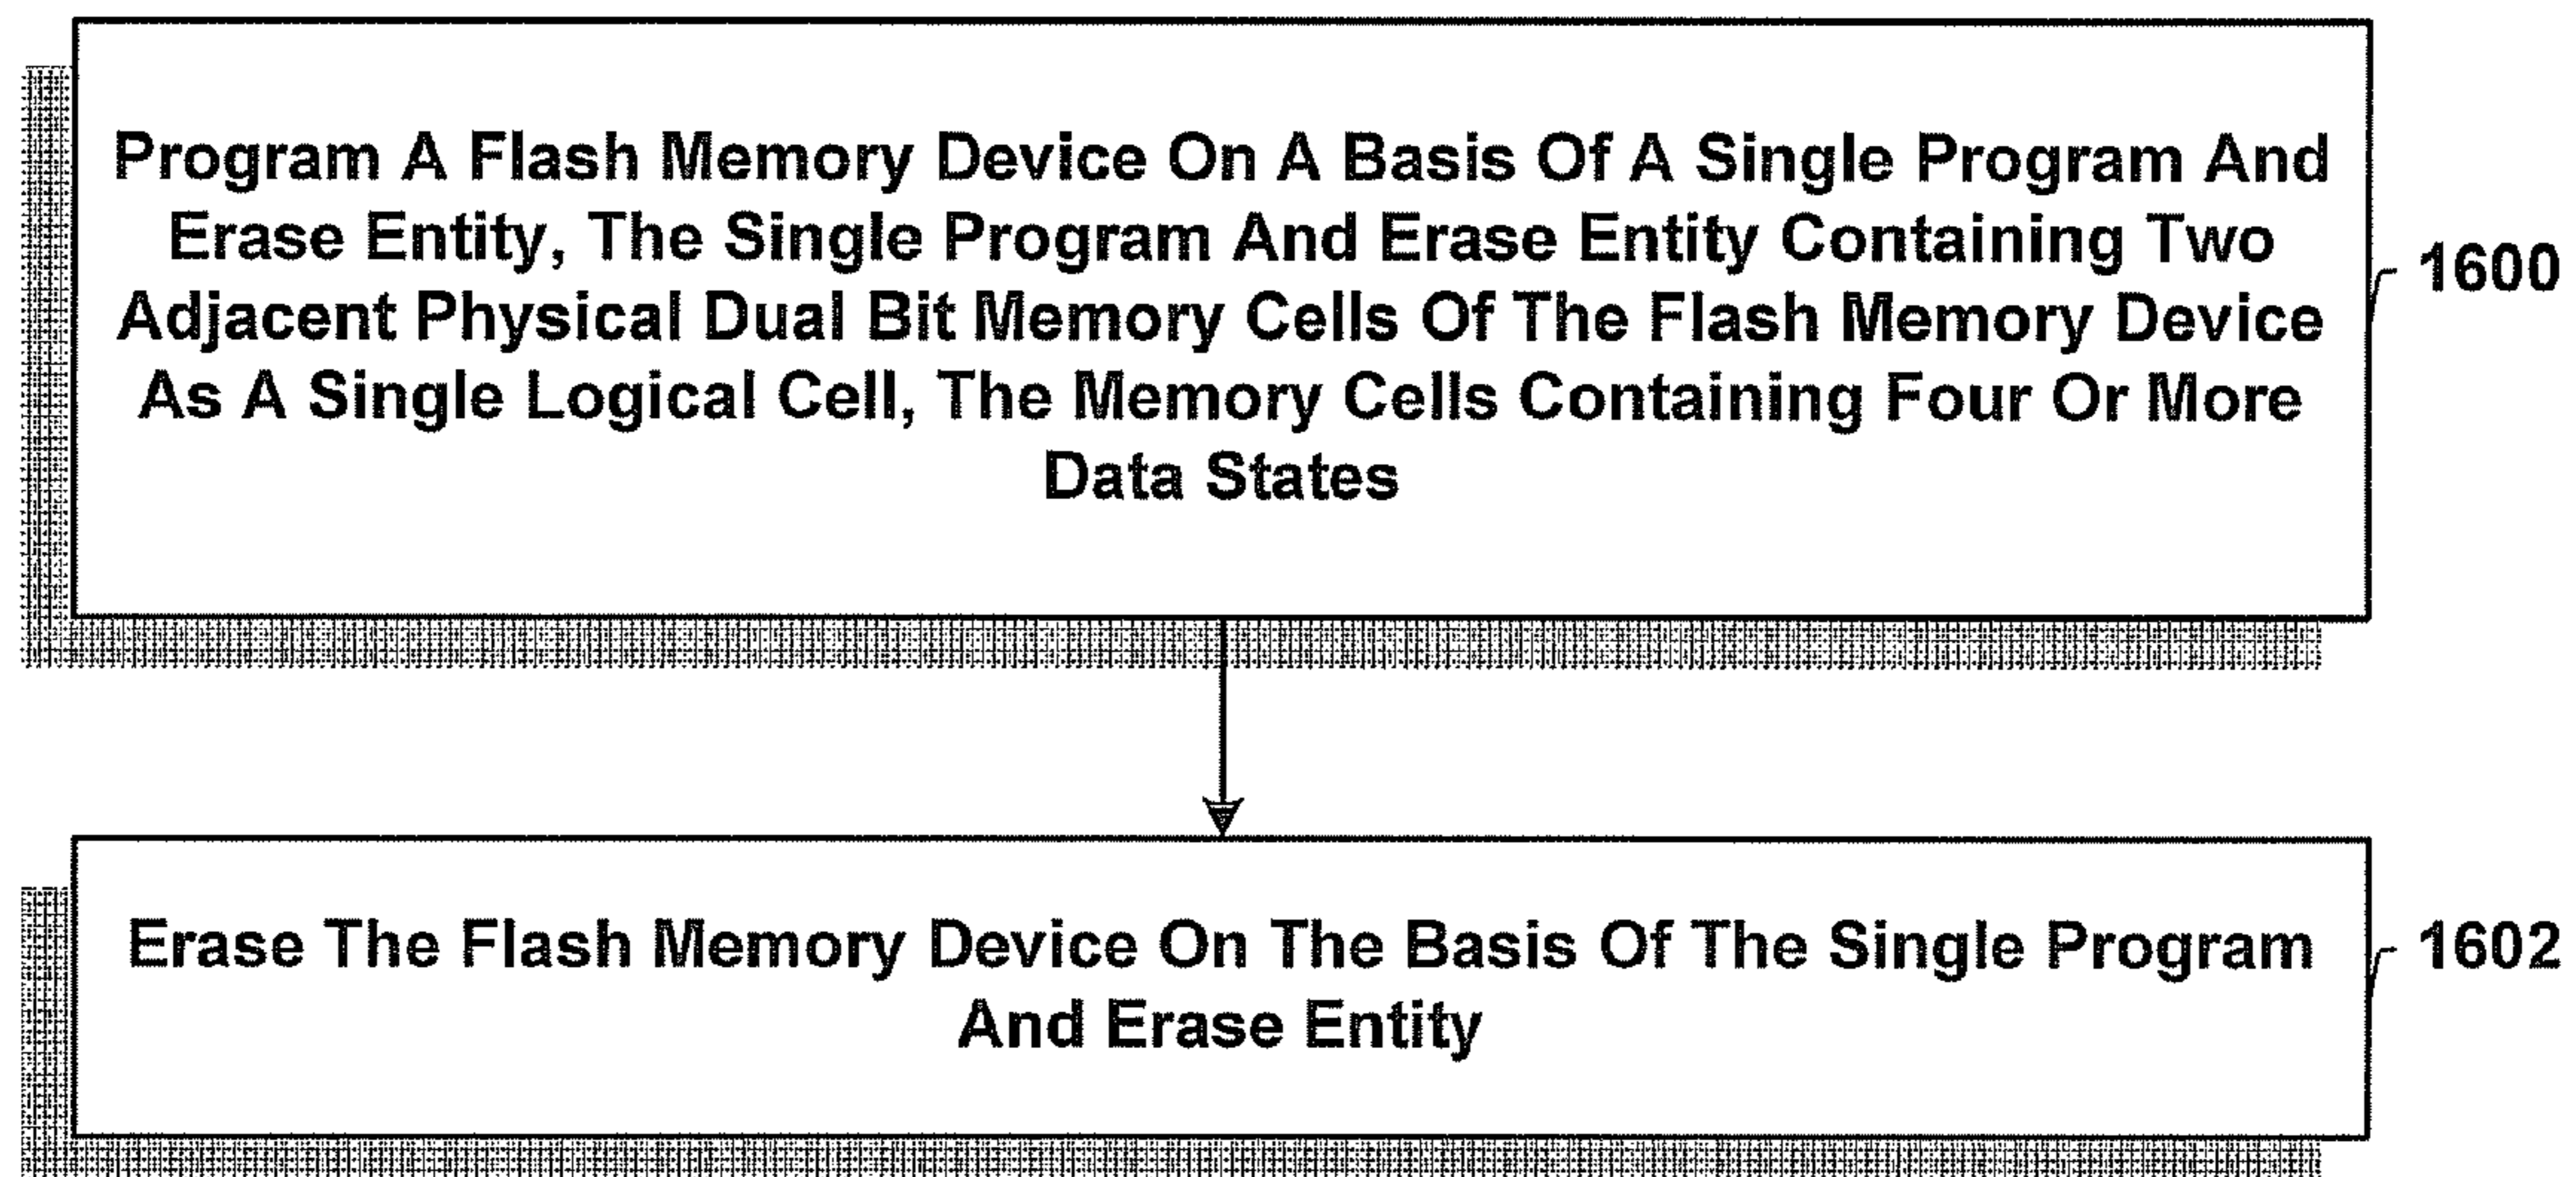 Program A Flash Memory Device On A Basis Of A Single Program And
Erase Entity, The Single Program And Erase Entity Containing Two
Adjacent Physical Dual Bit Memory Cells Of The Flash Memory Device
As A Single Logical Cell, The Memory Cells Containing Four Or More
Data States
1600
Erase The Flash Memory Device On The Basis Of The Single Program
And Erase Entity
1602